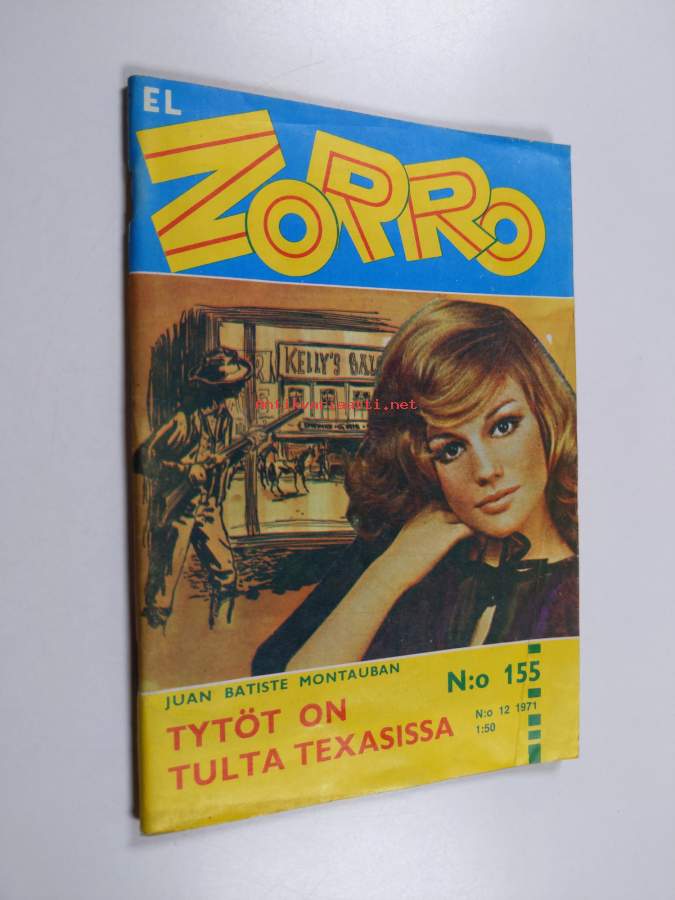 EL
ZORRO
KELLY'S
antikvariaatti.net
JUAN BATISTE MONTAUBAN
N:o 155
TYTÖT ON
TULTA TEXASISSA
N:o 12 1971
1:50